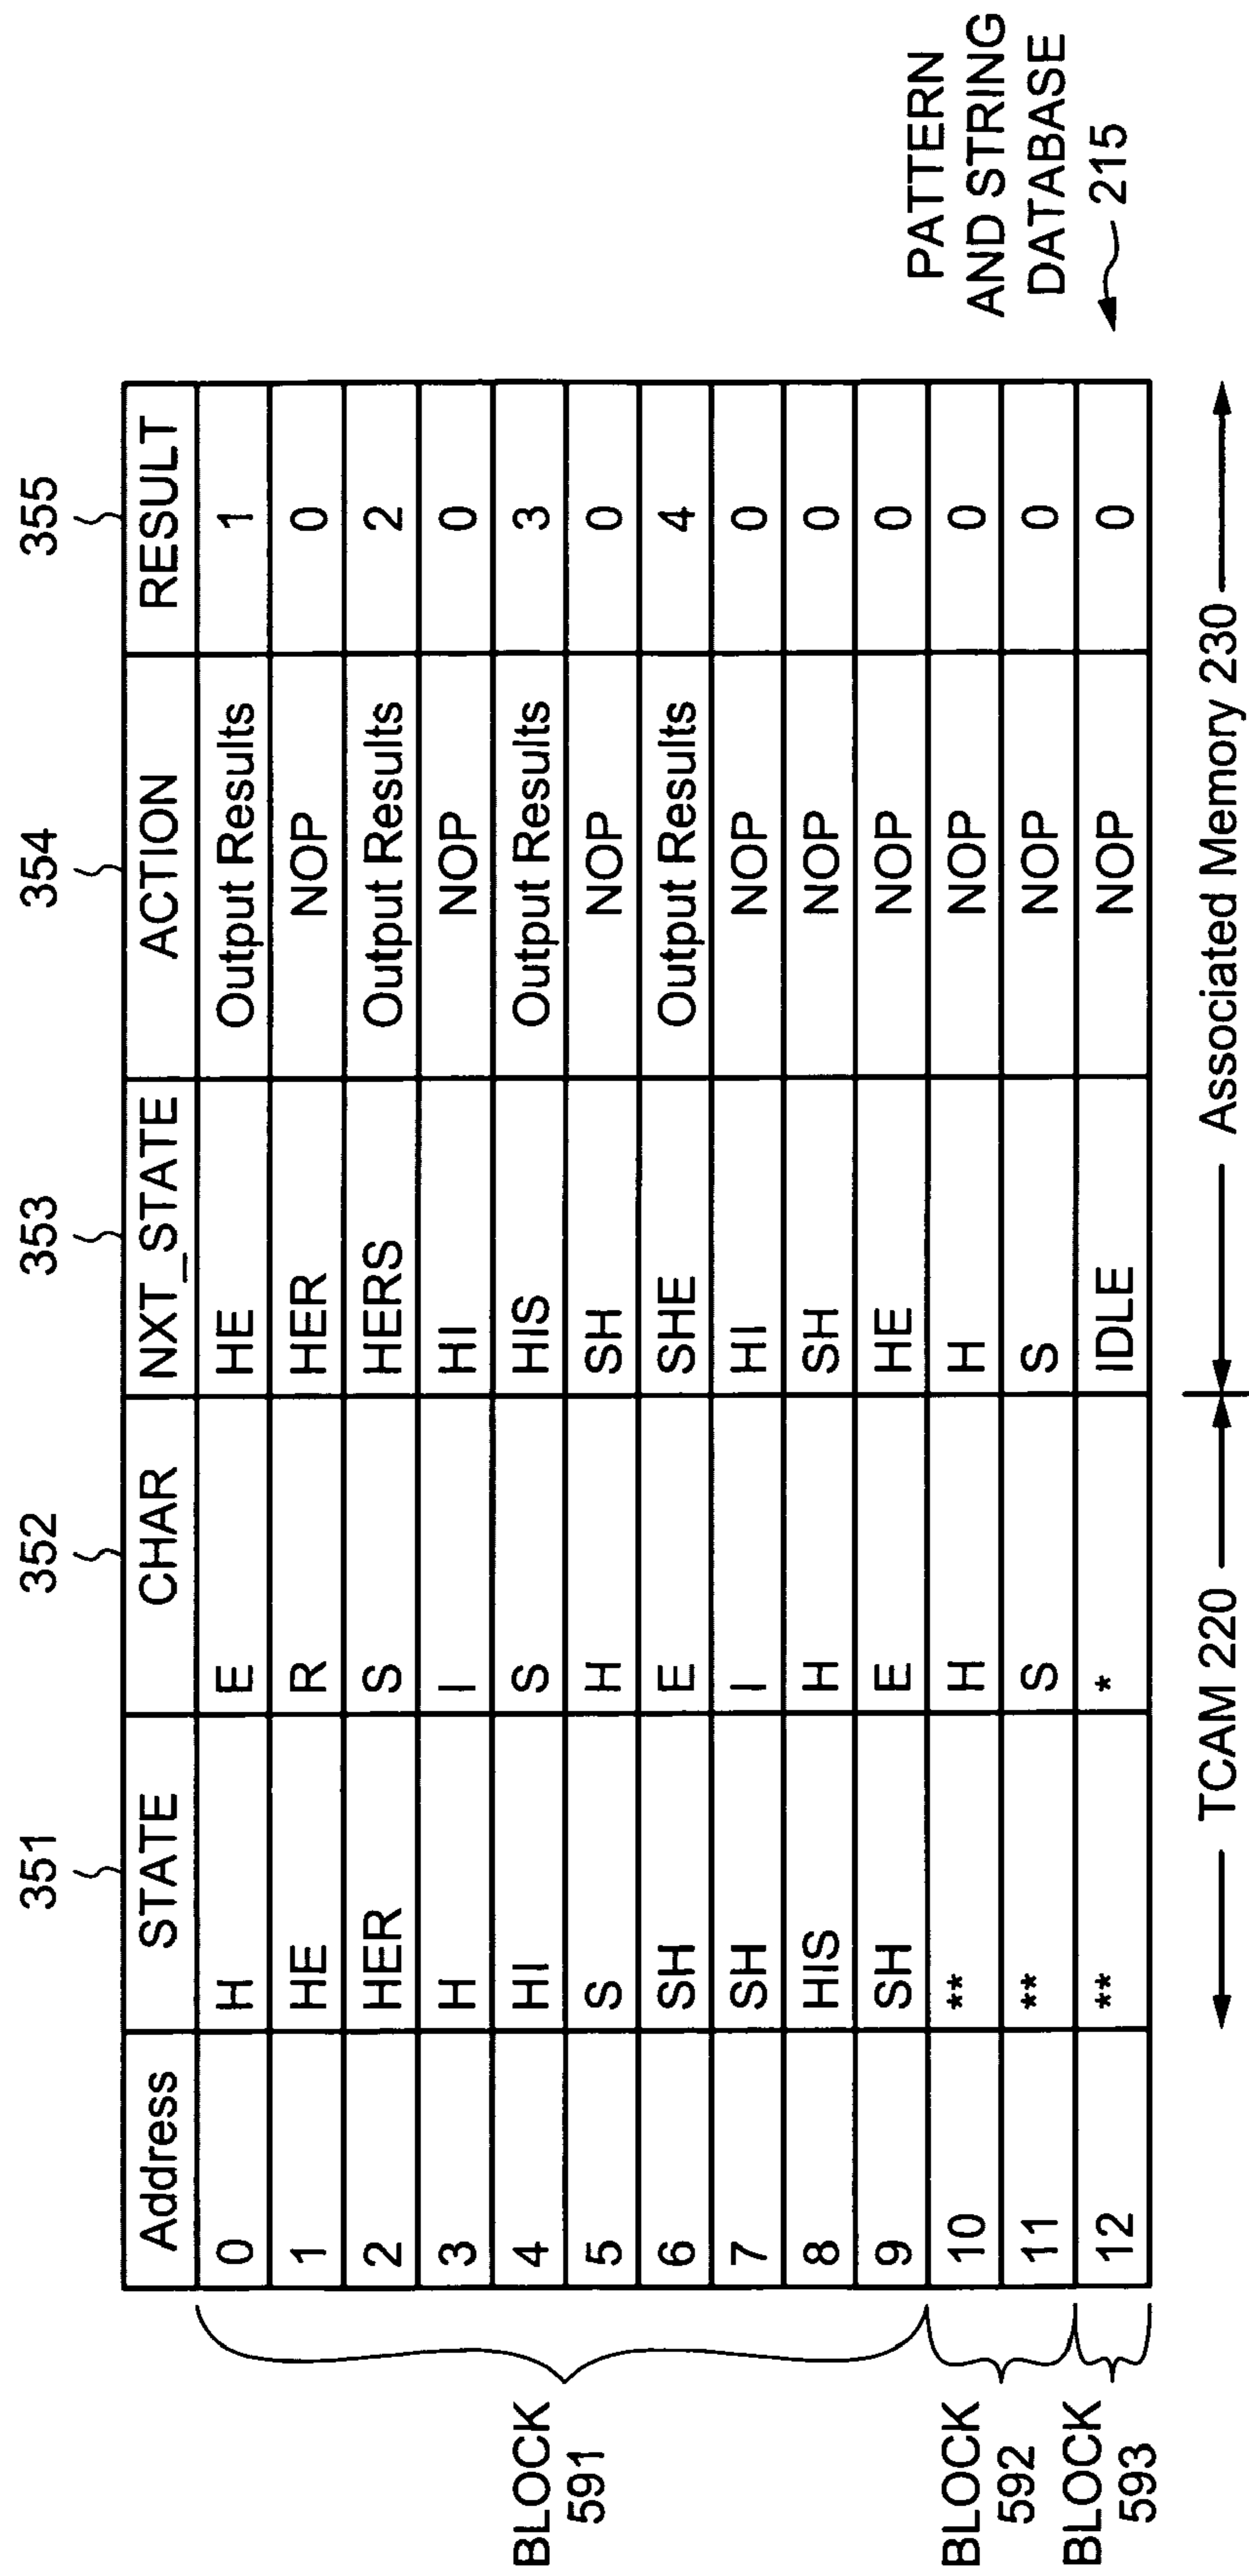 351 352 353 354 355
Address STATE CHAR NXT_STATE ACTION RESULT
0 H E HE Output Results 1
1 HE R HER NOP 0
2 HER S HERS Output Results 2
3 H I HI NOP 0
4 HI S HIS Output Results 3
5 S H SH NOP 0
6 SH E SHE Output Results 4
7 SH I HI NOP 0
8 HIS H SH NOP 0
9 SH E HE NOP 0
10 ** H H NOP 0
11 ** S S NOP 0
12 ** * IDLE NOP 0
BLOCK
591
BLOCK
592
BLOCK
593
TCAM 220
Associated Memory 230
PATTERN
AND STRING
DATABASE
215